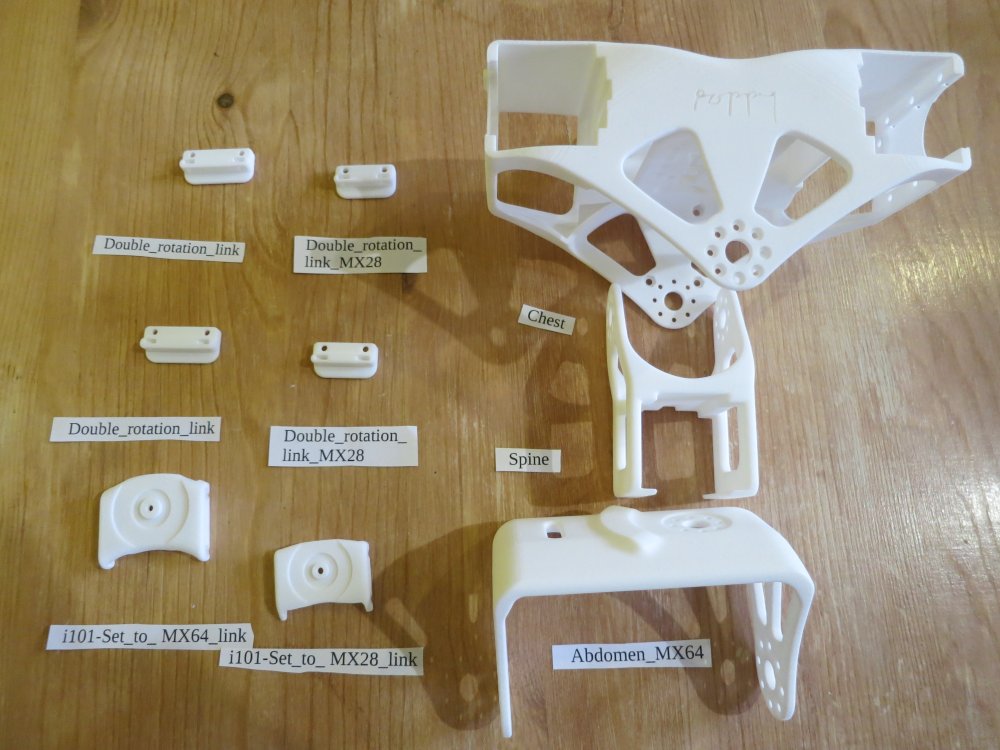 poppy
Double_rotation_link
Double_rotation_
link_MX28
Chest
Double_rotation_link
Double_rotation_
link_MX28
Spine
i101-Set_to_ MX64_link
i101-Set_to_ MX28_link
Abdomen_MX64